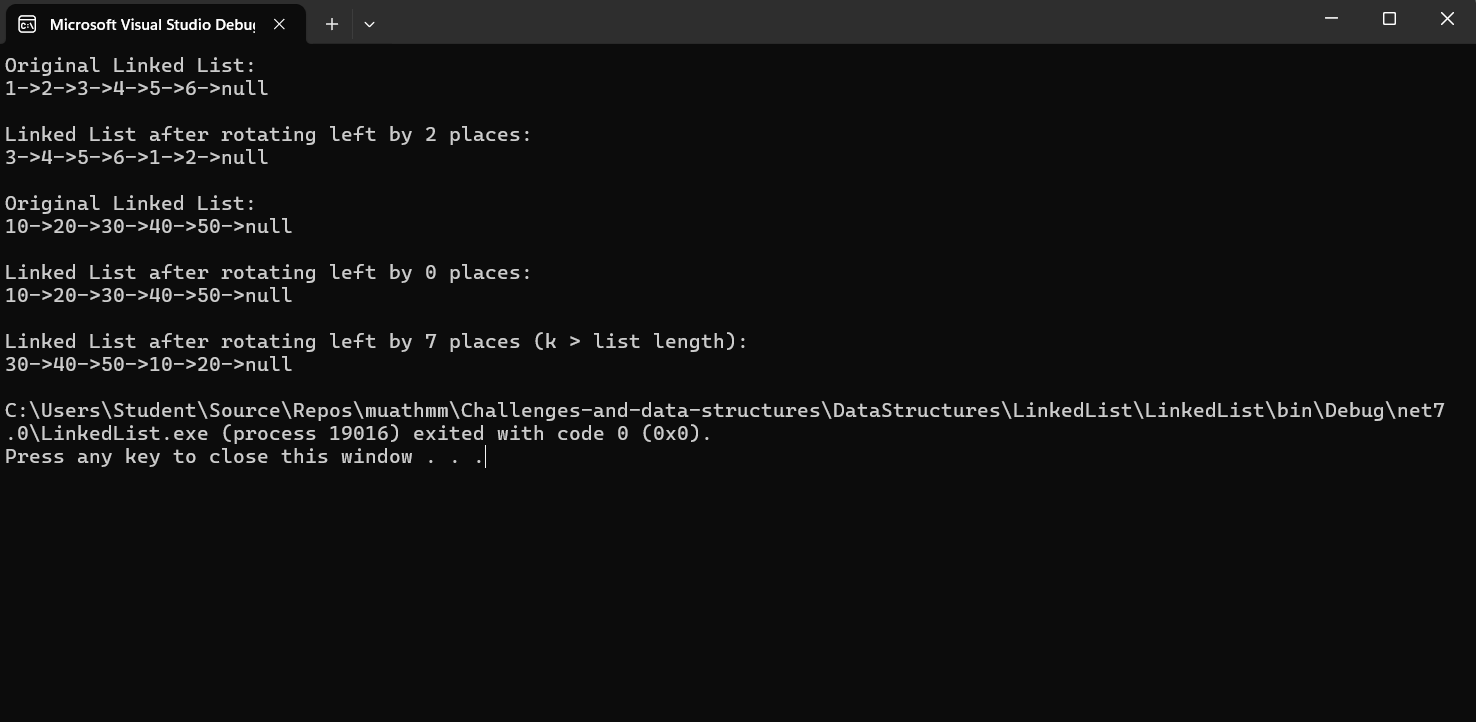 Microsoft Visual Studio Debug
Original Linked List:
1->2->3->4->5->6->null
Linked List after rotating left by 2 places:
3->4->5->6->1->2->null
Original Linked List:
10->20->30->40->50->null
Linked List after rotating left by 0 places:
10->20->30->40->50->null
Linked List after rotating left by 7 places (k > list length):
30->40->50->10->20->null
C:\Users\Student\Source\Repos\muathmm\Challenges-and-data-structures\DataStructures\LinkedList\LinkedList\bin\Debug\net7
.0\LinkedList.exe (process 19016) exited with code 0 (0x0).
Press any key to close this window . . .